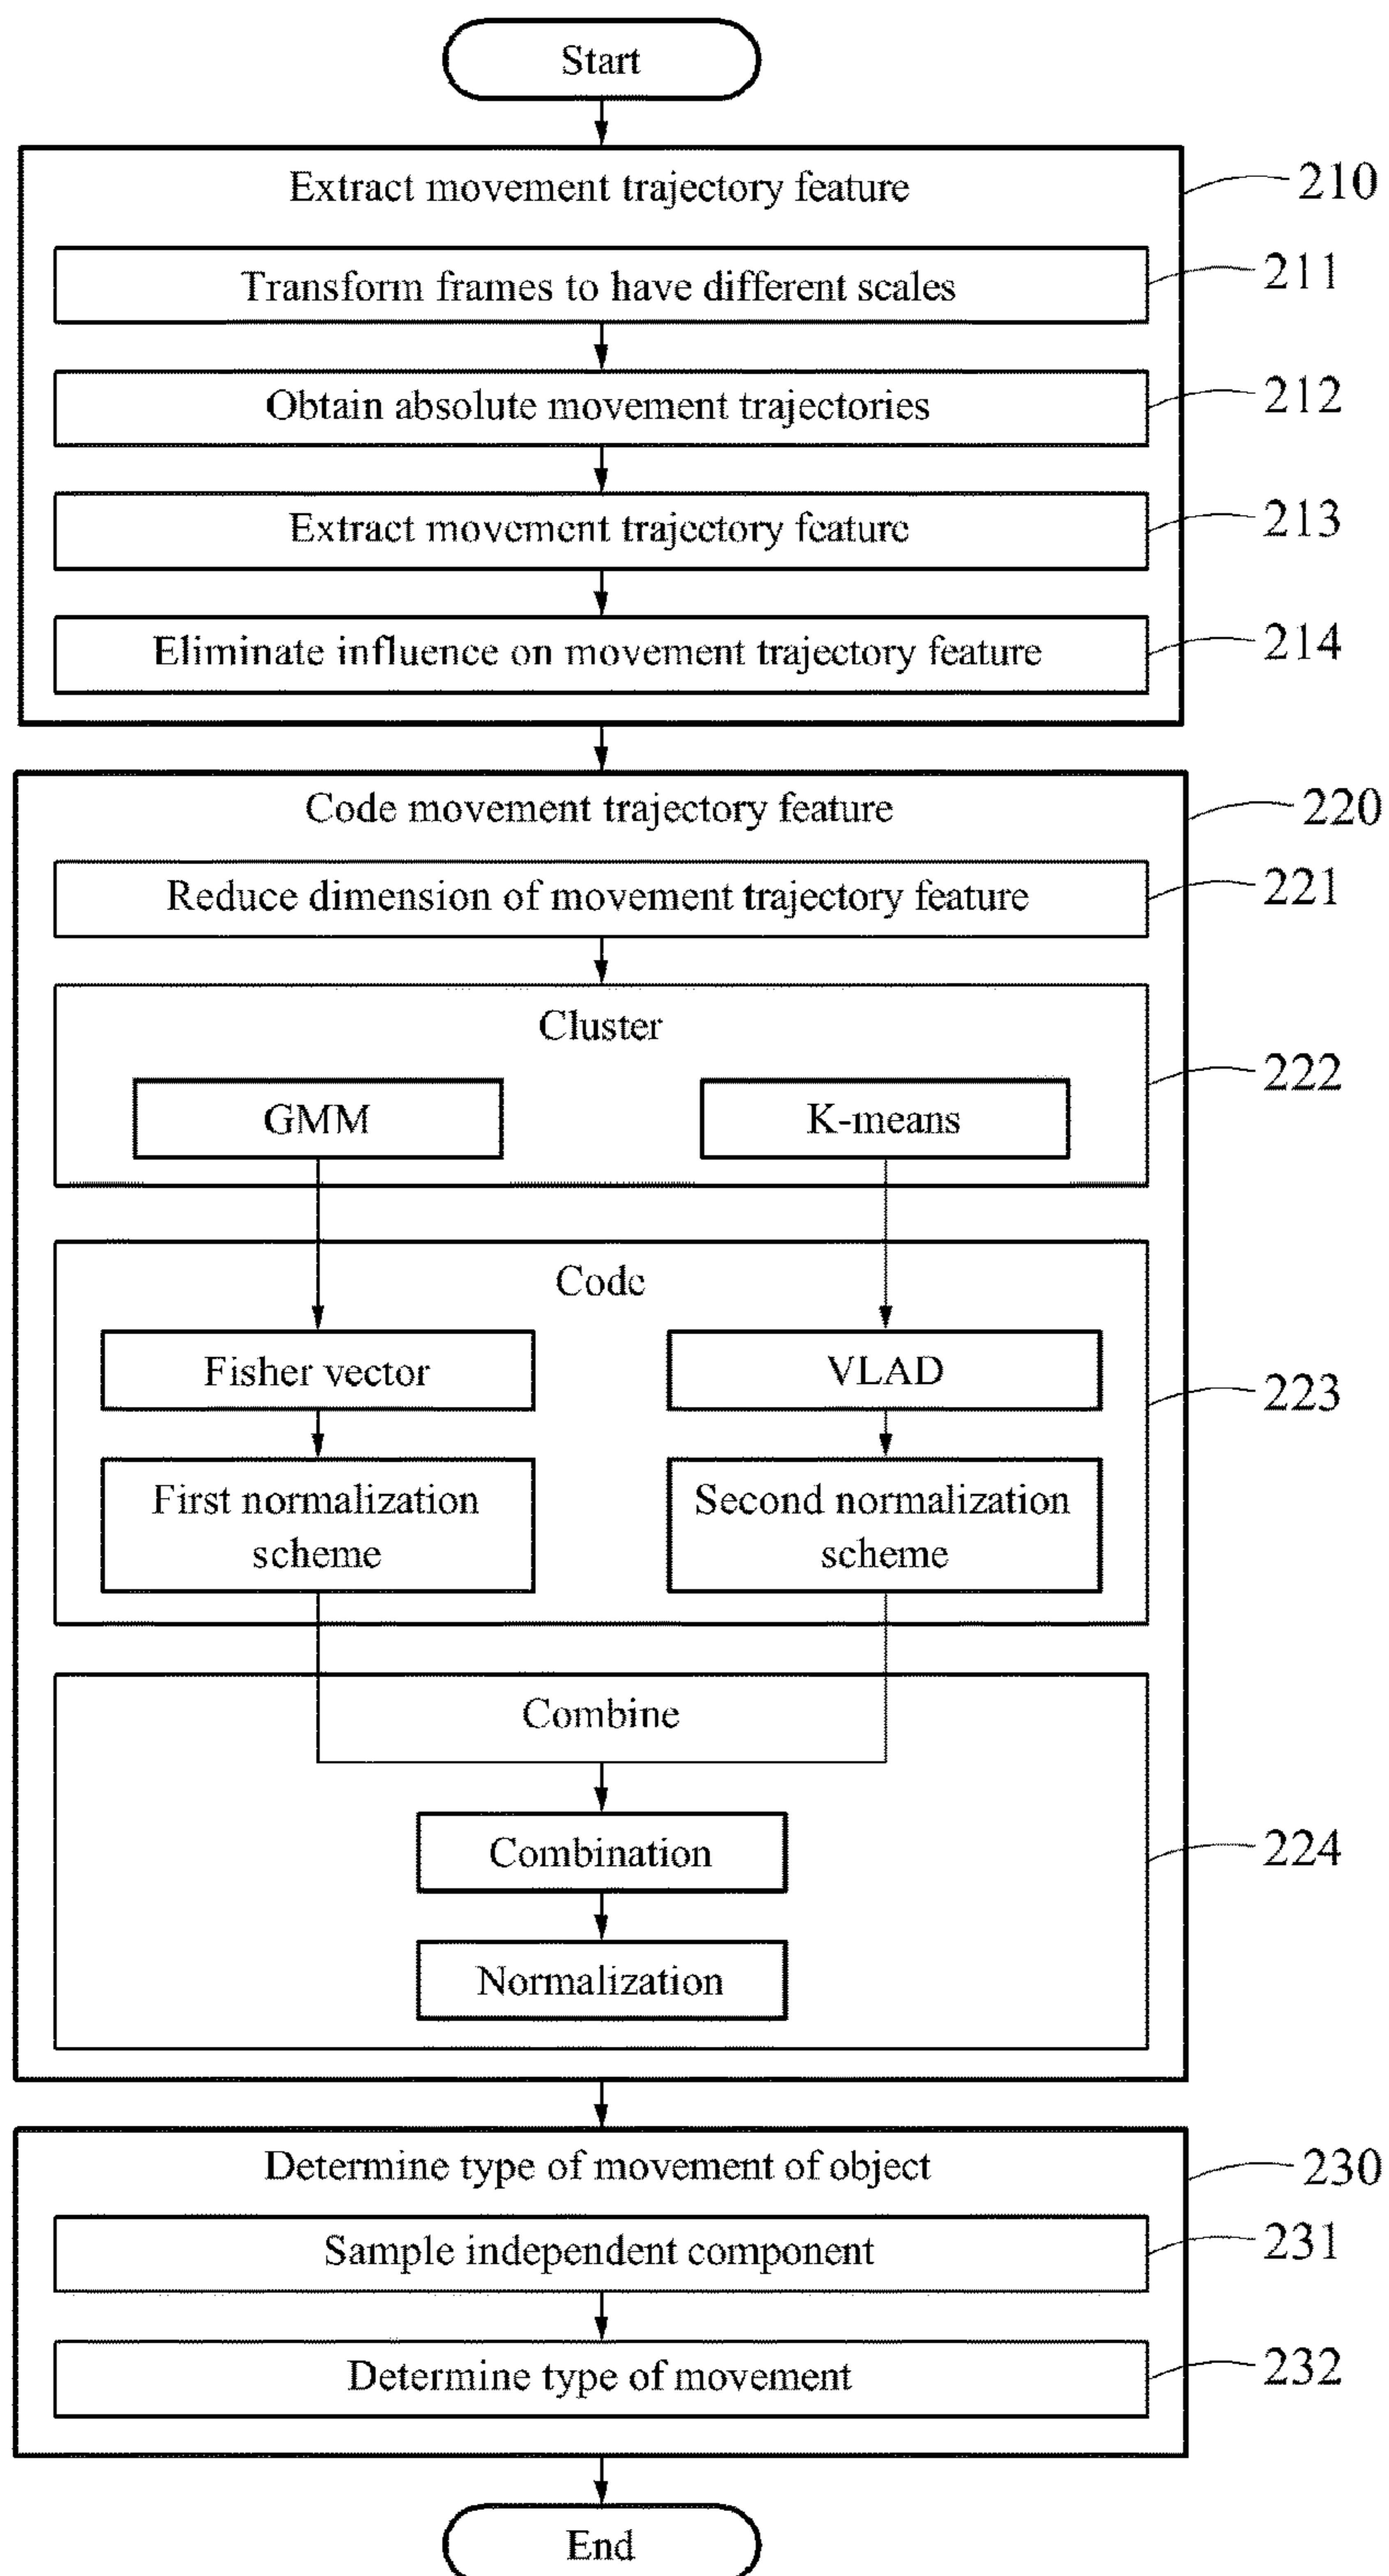 Start
Extract movement trajectory feature
210
Transform frames to have different scales
211
Obtain absolute movement trajectories
212
Extract movement trajectory feature
213
Eliminate influence on movement trajectory feature
214
Code movement trajectory feature
220
Reduce dimension of movement trajectory feature
221
Cluster
GMM
K-means
222
Code
Fisher vector
VLAD
223
First normalization
scheme
Second normalization
scheme
Combine
Combination
224
Normalization
Determine type of movement of object
230
Sample independent component
231
Determine type of movement
232
End